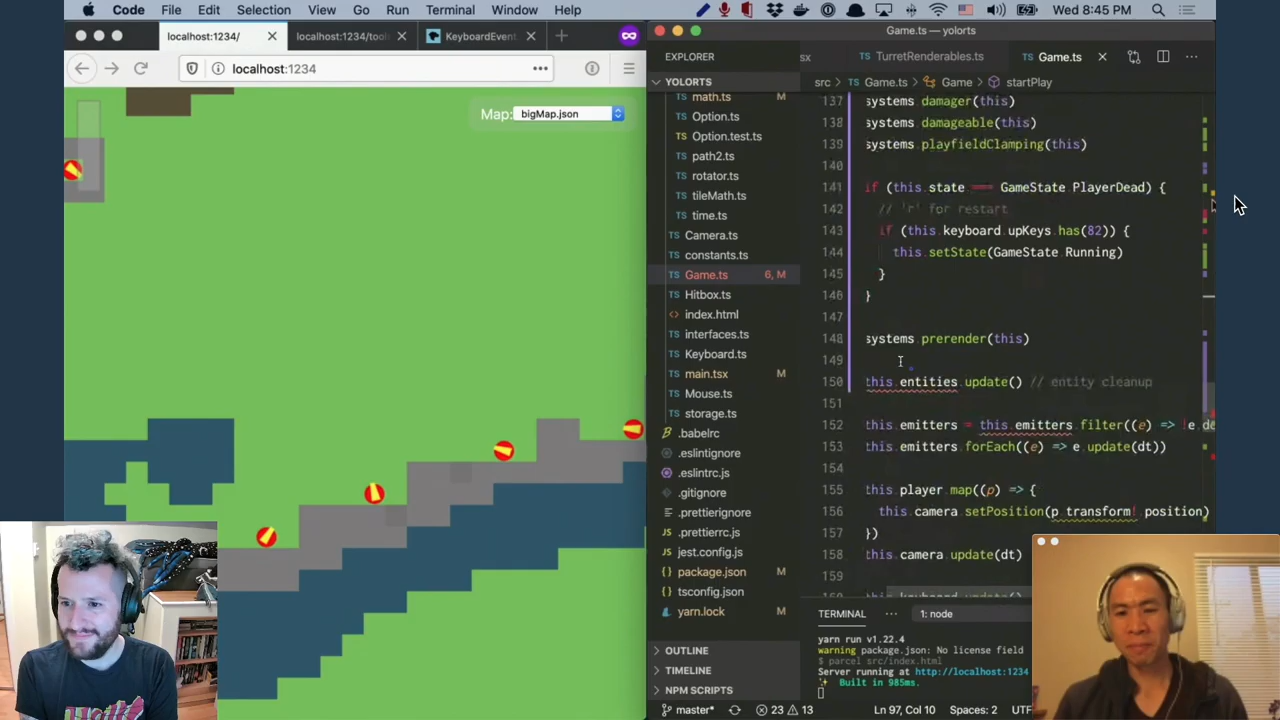 Code File Edit Selection View Go Run Terminal Window Help
Wed 8:45 PM
localhost:1234/
localhost:1234/tool
KeyboardEvent
localhost:1234
Map: bigMap.json
Game.ts — yolorts
EXPLORER
YOLORTS
math.ts M
Option.ts
Option.test.ts
path2.ts
rotator.ts
tileMath.ts
time.ts
Camera.ts
constants.ts
Game.ts 6, M
Hitbox.ts
index.html
interfaces.ts
Keyboard.ts
main.tsx M
Mouse.ts
storage.ts
.babelrc
.eslintignore
.eslintrc.js
.gitignore
.prettierignore
.prettierrc.js
jest.config.js
package.json M
tsconfig.json
yarn.lock M
OUTLINE
TIMELINE
NPM SCRIPTS
sx TurretRenderables.ts Game.ts
src > Game.ts > Game > startPlay
137 systems.damager(this)
138 systems.damageable(this)
139 systems.playfieldClamping(this)
140
141 if (this.state === GameState.PlayerDead) {
142 // 'r' for restart
143 if (this.keyboard.upKeys.has(82)) {
144 this.setState(GameState.Running)
145 }
146 }
147
148 systems.prerender(this)
149
150 this.entities.update() // entity cleanup
151
152 this.emitters = this.emitters.filter((e) => !e.de
153 this.emitters.forEach((e) => e.update(dt))
154
155 this.player.map((p) => {
156 this.camera.setPosition(p.transform!.position)
157 })
158 this.camera.update(dt)
159
TERMINAL ··· 1: node
yarn run v1.22.4
warning package.json: No license field
$ parcel src/index.html
Server running at http://localhost:1234
✨ Built in 985ms.
master* 23 13 Ln 97, Col 10 Spaces: 2 UTF